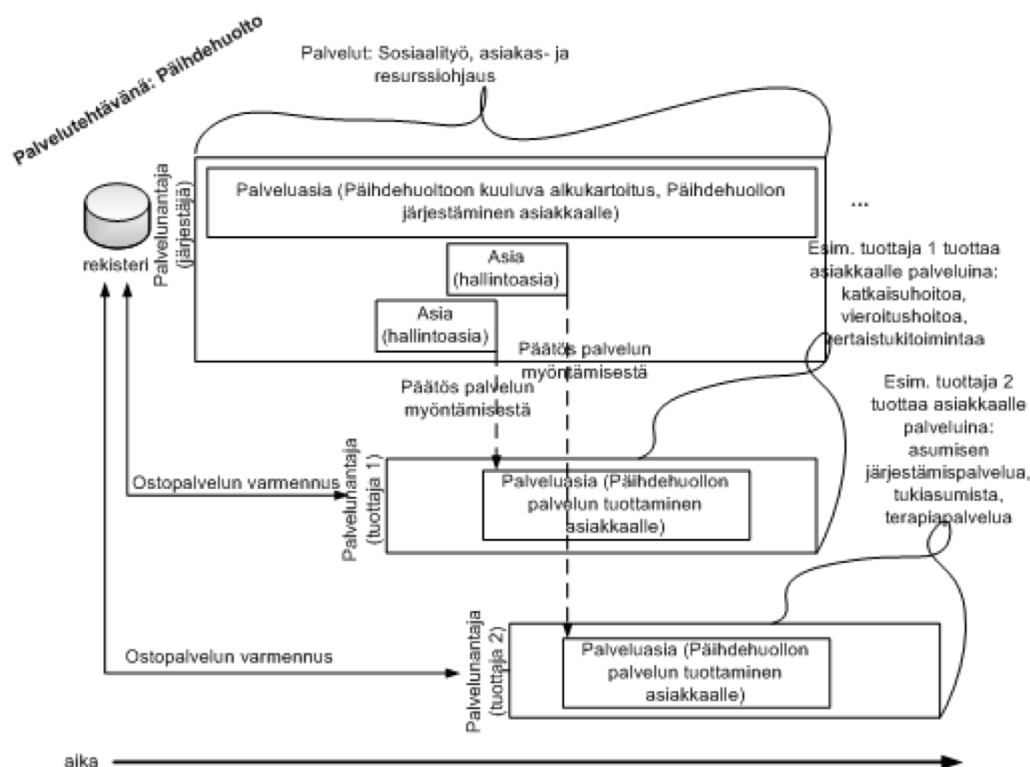 Palvelutehtävänä: Päihdehuolto
Palvelut: Sosiaalityö, asiakas- ja
resurssiohjaus
rekisteri
Palvelunantaja
(järjestäjä)
Palveluasia (Päihdehuoltoon kuuluva alkukartoitus, Päihdehuollon
järjestäminen asiakkaalle)
...
Asia
(hallintoasia)
Asia
(hallintoasia)
Päätös palvelun
myöntämisestä
Päätös palvelun
myöntämisestä
Esim. tuottaja 1 tuottaa
asiakkaalle palveluina:
katkaisuhoitoa,
vieroitushoitoa,
vertaistukitoimintaa
Esim. tuottaja 2
tuottaa asiakkaalle
palveluina:
asumisen
järjestämispalvelua,
tukiasumista,
terapiapalvelua
Ostopalvelun varmennus
Palvelunantaja
(tuottaja 1)
Palveluasia (Päihdehuollon
palvelun tuottaminen
asiakkaalle)
Ostopalvelun varmennus
Palvelunantaja
(tuottaja 2)
Palveluasia (Päihdehuollon
palvelun tuottaminen
asiakkaalle)
aika